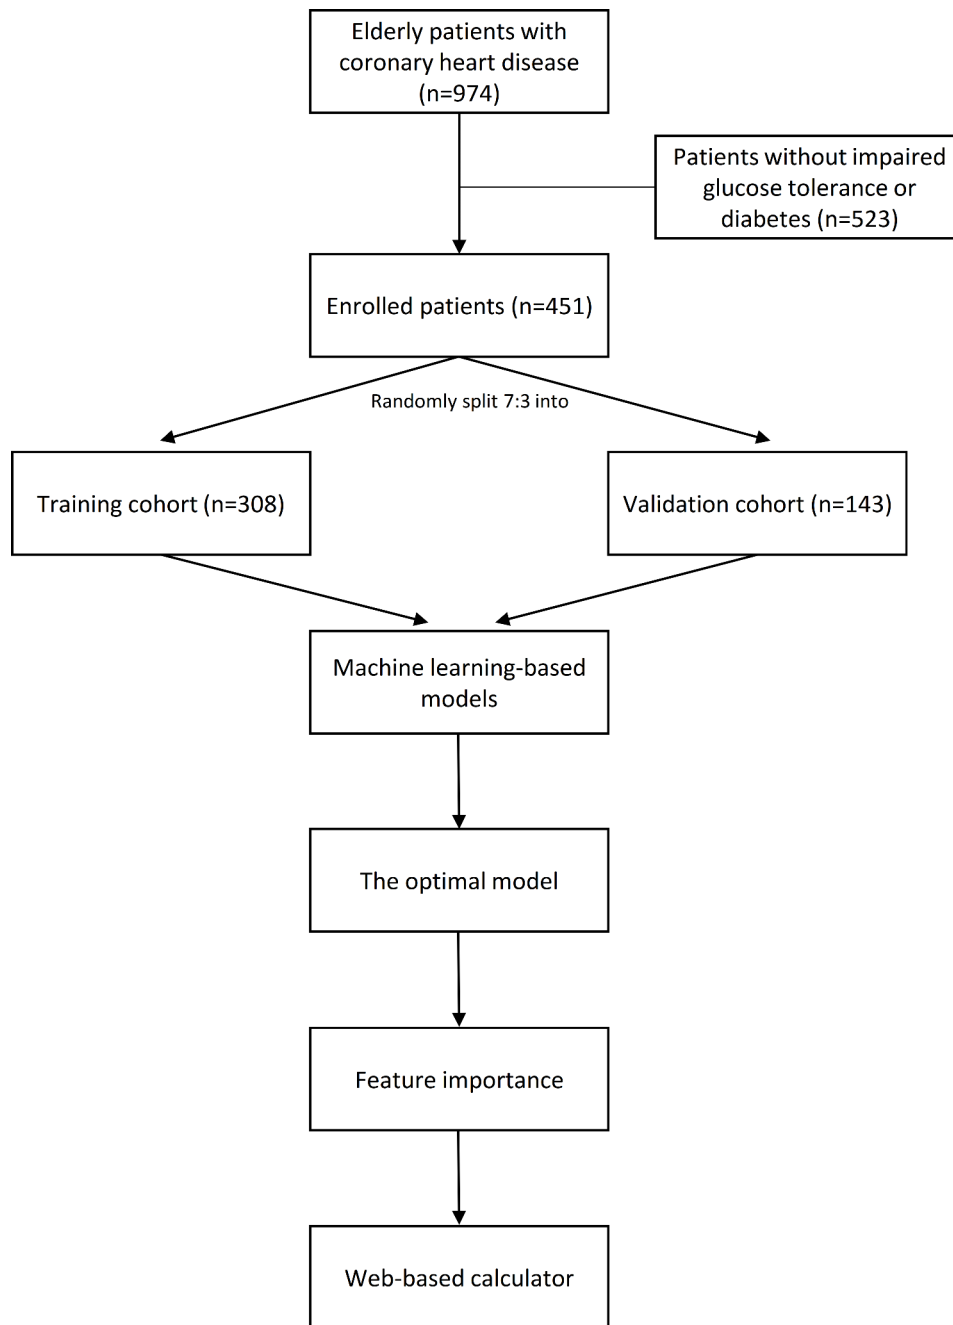 Elderly patients with
coronary heart disease
(n=974)
Patients without impaired
glucose tolerance or
diabetes (n=523)
Enrolled patients (n=451)
Randomly split 7:3 into
Training cohort (n=308)
Validation cohort (n=143)
Machine learning-based
models
The optimal model
Feature importance
Web-based calculator